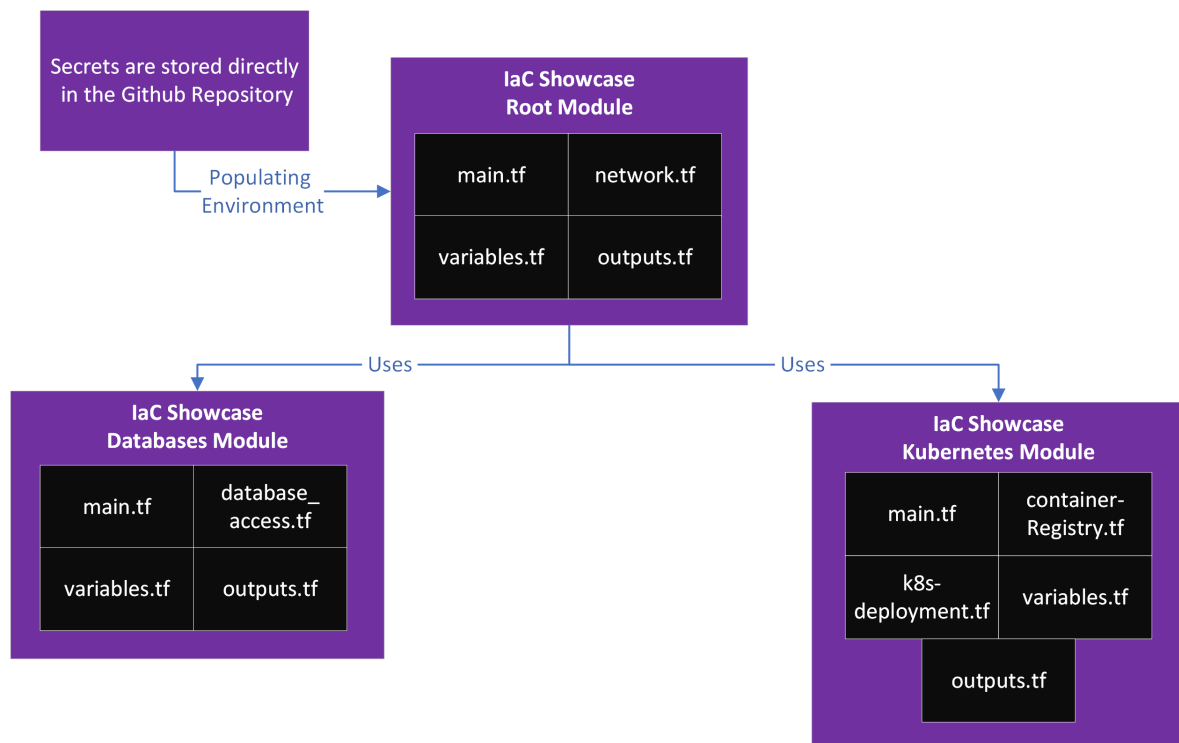 Secrets are stored directly
in the Github Repository
Populating
Environment
IaC Showcase
Root Module
main.tf
network.tf
variables.tf
outputs.tf
Uses
Uses
IaC Showcase
Databases Module
main.tf
database_
access.tf
variables.tf
outputs.tf
IaC Showcase
Kubernetes Module
main.tf
container-
Registry.tf
k8s-
deployment.tf
variables.tf
outputs.tf